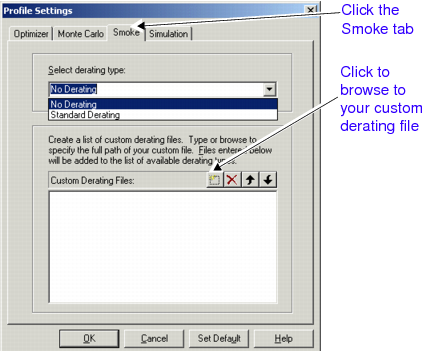 Profile Settings
Click the
Smoke tab
Optimizer Monte Carlo Smoke Simulation
Select derating type:
No Derating
No Derating
Standard Derating
Click to
browse to
your custom
derating file
Create a list of custom derating files. Type or browse to
specify the full path of your custom file. Files entered below
will be added to the list of available derating types.
Custom Derating Files:
OK Cancel Set Default Help